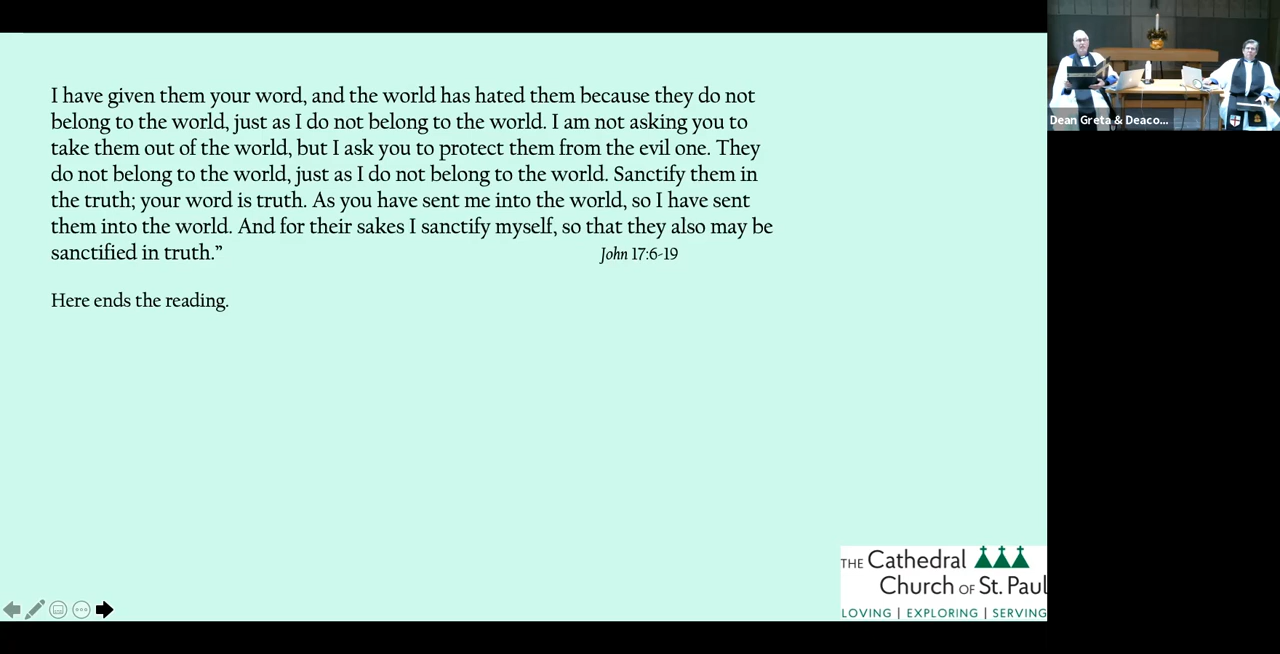 I have given them your word, and the world has hated them because they do not
belong to the world, just as I do not belong to the world. I am not asking you to
take them out of the world, but I ask you to protect them from the evil one. They
do not belong to the world, just as I do not belong to the world. Sanctify them in
the truth; your word is truth. As you have sent me into the world, so I have sent
them into the world. And for their sakes I sanctify myself, so that they also may be
sanctified in truth.” John 17:6-19
Here ends the reading.
Dean Greta & Deaco...
THE Cathedral
Church OF St. Paul
LOVING | EXPLORING | SERVING